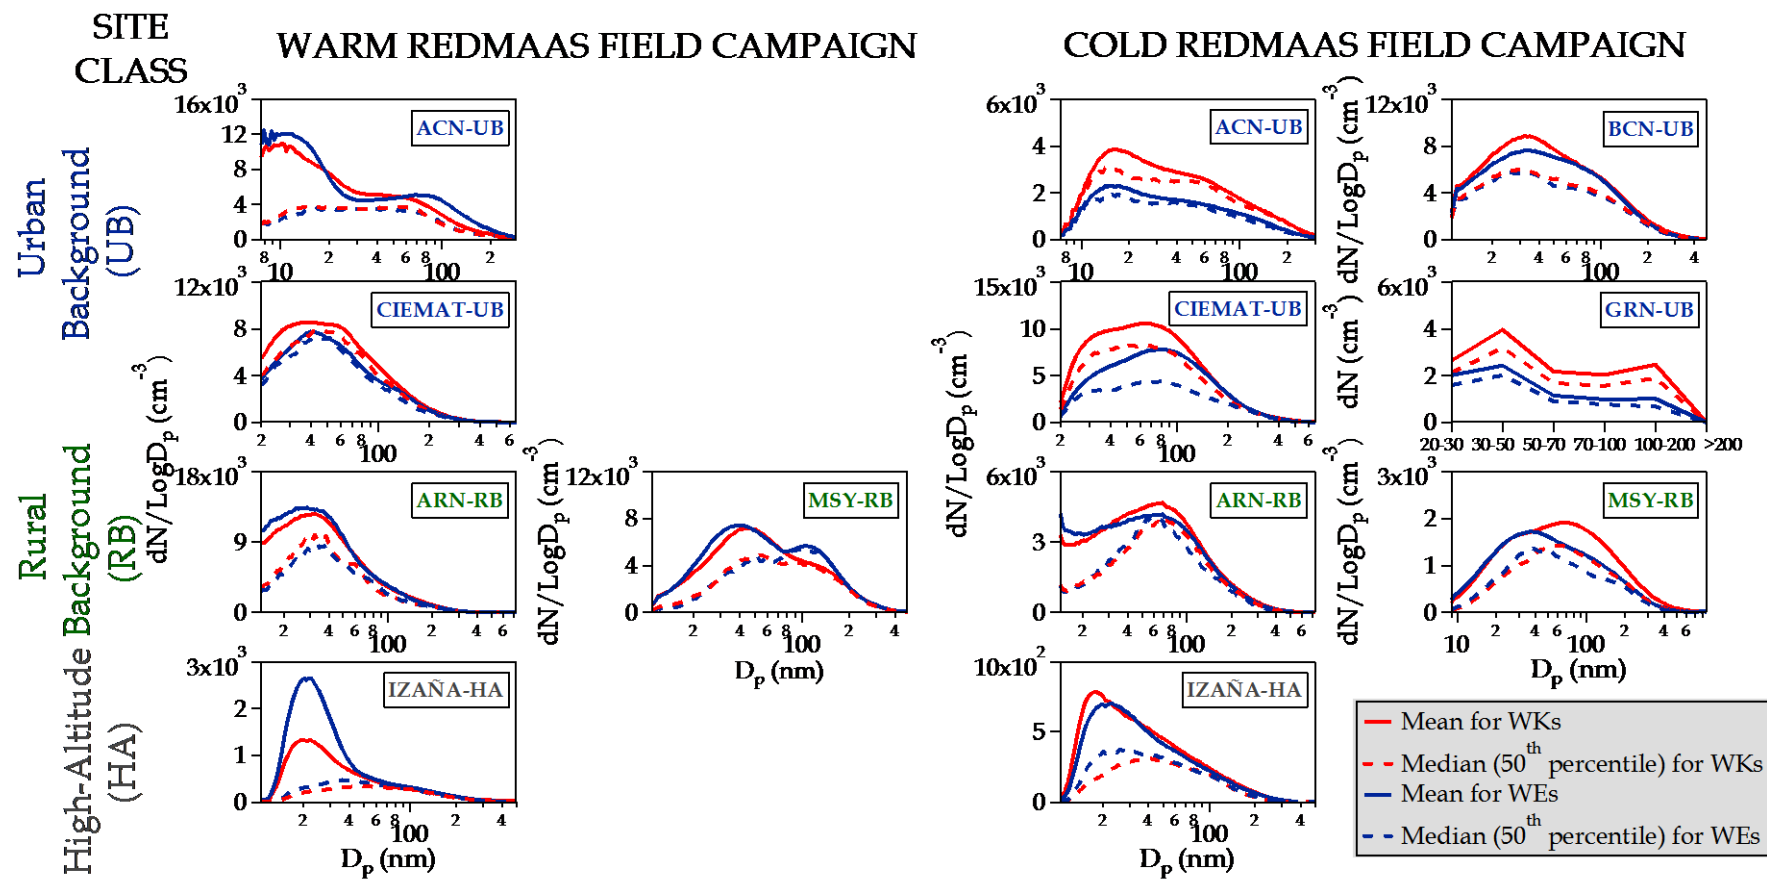 SITE
CLASS
WARM REDMAAS FIELD CAMPAIGN
COLD REDMAAS FIELD CAMPAIGN
Urban
Background
(UB)
Rural
Background
(RB)
High-Altitude
(HA)
16x10³
12
8
4
0
ACN-UB
8
10
2
4
6
8
100
2
12x10³
8
4
0
CIEMAT-UB
2
4
6
8
100
2
4
6
dN/LogDp (cm⁻³)
18x10³
9
0
ARN-RB
2
4
6
8
100
2
4
dN/LogDp (cm⁻³)
12x10³
8
4
0
MSY-RB
2
4
6
8
100
2
4
Dp (nm)
3x10³
2
1
0
IZAÑA-HA
2
4
6
8
100
2
4
Dp (nm)
6x10³
4
2
0
ACN-UB
8
10
2
4
6
8
100
2
dN/LogDp (cm⁻³)
12x10³
8
4
0
BCN-UB
2
4
6
8
100
2
4
15x10³
10
5
0
CIEMAT-UB
2
4
6
8
100
2
4
6
dN/LogDp (cm⁻³)
dN (cm⁻³)
6x10³
4
2
0
GRN-UB
20-30
30-50
50-70
70-100
100-200
>200
6x10³
3
0
ARN-RB
2
4
6
8
100
2
4
6
dN/LogDp (cm⁻³)
3x10³
2
1
0
MSY-RB
8
10
2
4
6
8
100
2
4
6
Dp (nm)
10x10²
5
0
IZAÑA-HA
2
4
6
8
100
2
4
Dp (nm)
Mean for WKs
Median (50th percentile) for WKs
Mean for WEs
Median (50th percentile) for WEs